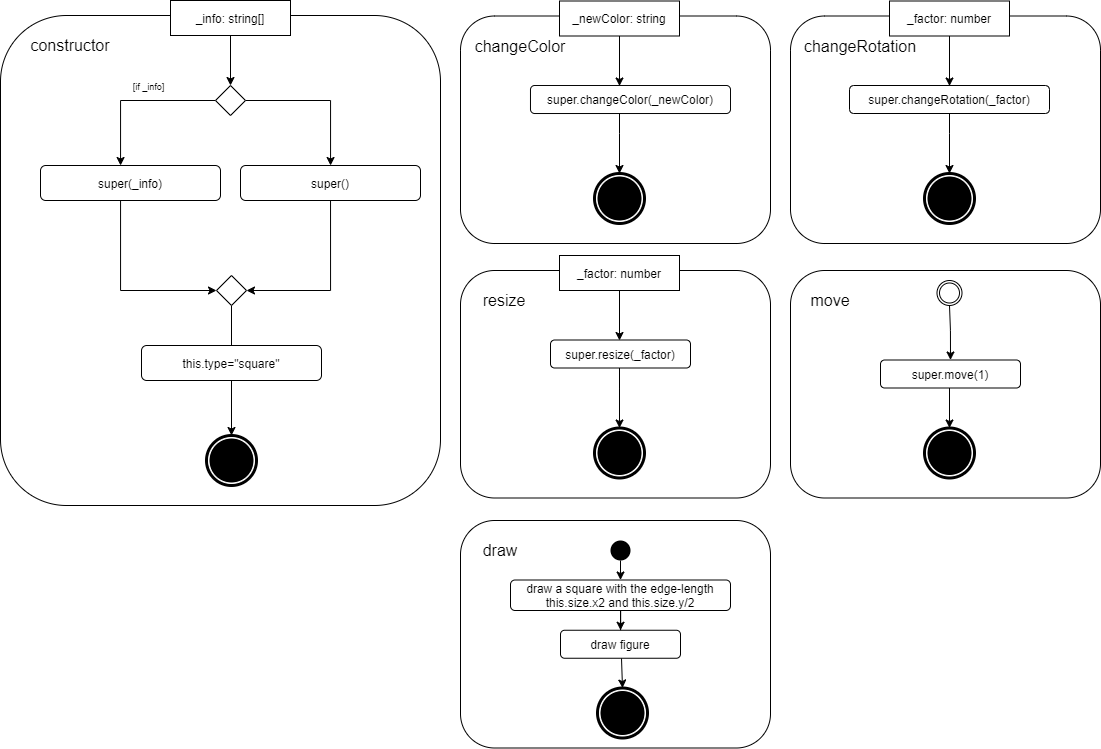 _info: string[]
constructor
[if _info]
super(_info)
super()
this.type="square"
_newColor: string
changeColor
super.changeColor(_newColor)
_factor: number
changeRotation
super.changeRotation(_factor)
_factor: number
resize
super.resize(_factor)
move
super.move(1)
draw
draw a square with the edge-length
this.size.x2 and this.size.y/2
draw figure